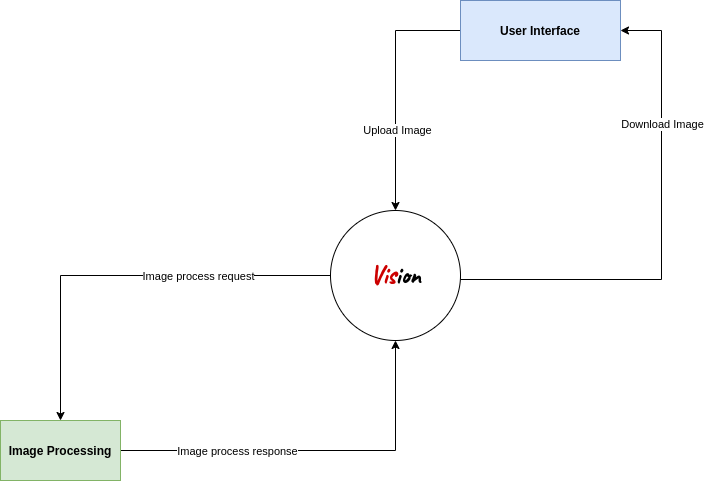 User Interface
Upload Image
Download Image
Vision
Image process request
Image Processing
Image process response